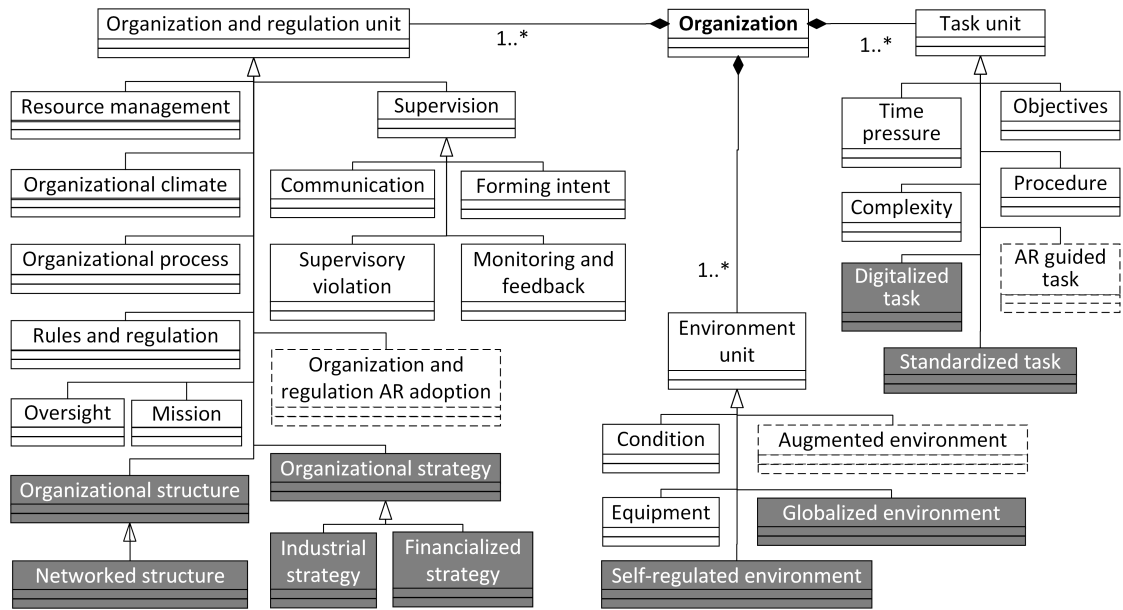 Organization and regulation unit
1..*
Organization
1..*
Task unit
Resource management
Supervision
Time
pressure
Objectives
Organizational climate
Communication
Forming intent
Complexity
Procedure
Organizational process
Supervisory
violation
Monitoring and
feedback
1..*
Digitalized
task
AR guided
task
Rules and regulation
Organization and
regulation AR adoption
Environment
unit
Standardized task
Oversight
Mission
Condition
Augmented environment
Organizational structure
Organizational strategy
Equipment
Globalized environment
Networked structure
Industrial
strategy
Financialized
strategy
Self-regulated environment